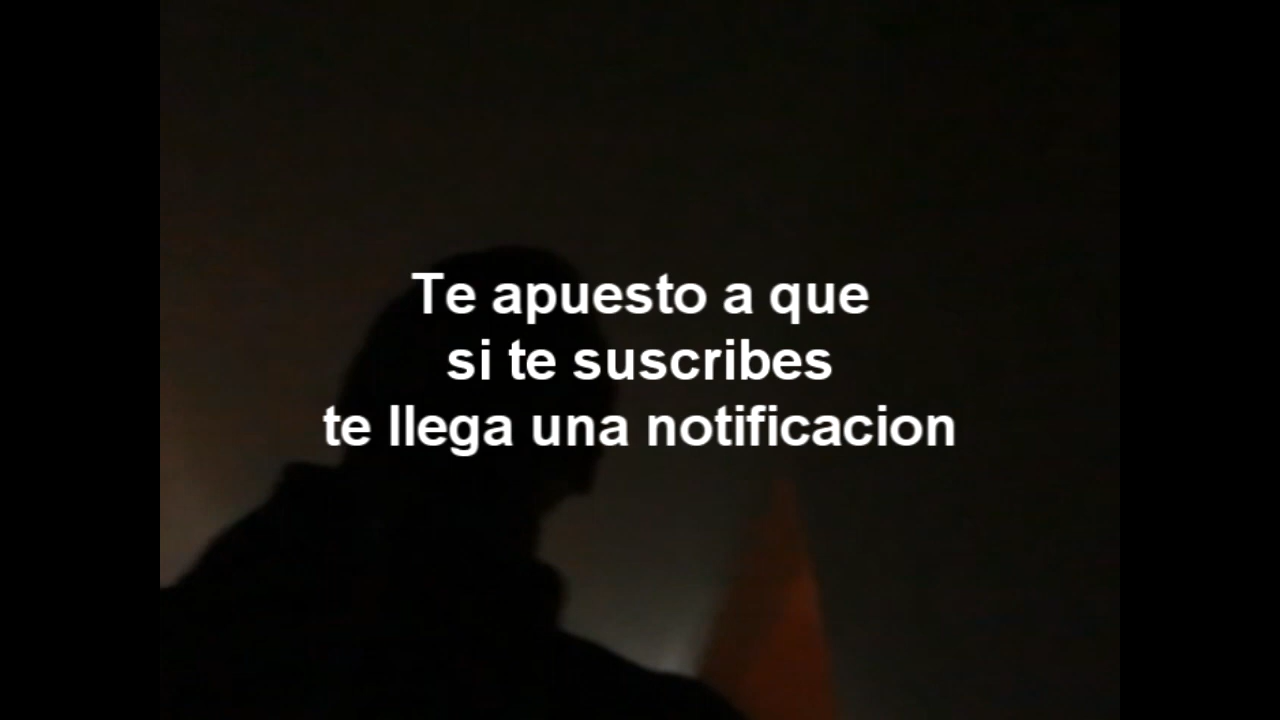 Te apuesto a que
si te suscribes
te llega una notificacion